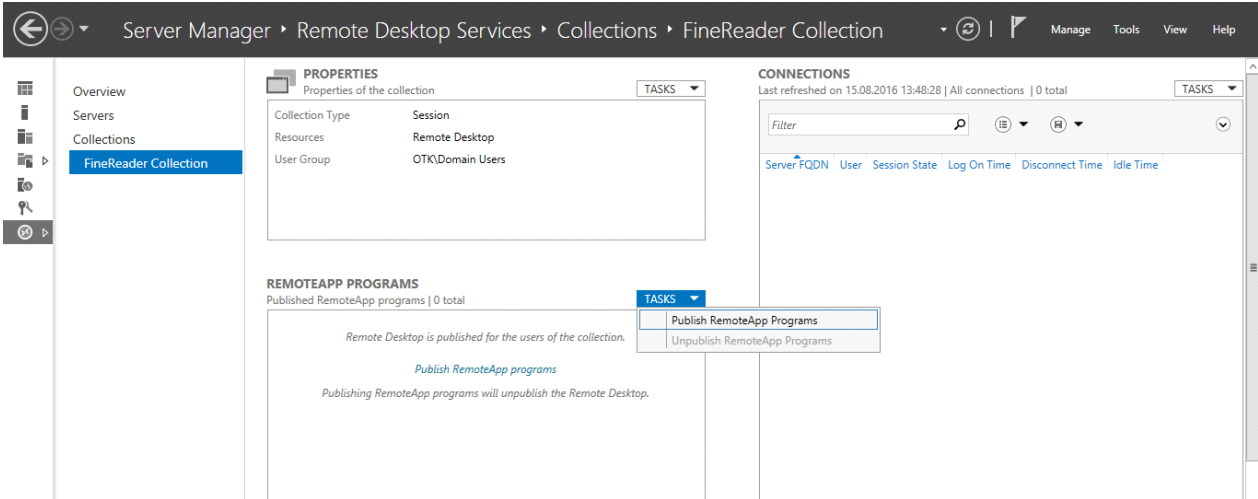 Server Manager ‣ Remote Desktop Services ‣ Collections ‣ FineReader Collection
Manage Tools View Help
Overview
Servers
Collections
FineReader Collection
PROPERTIES
Properties of the collection
TASKS
Collection Type Session
Resources Remote Desktop
User Group OTK\Domain Users
REMOTEAPP PROGRAMS
Published RemoteApp programs | 0 total
TASKS
Publish RemoteApp Programs
Unpublish RemoteApp Programs
Remote Desktop is published for the users of the collection.
Publish RemoteApp programs
Publishing RemoteApp programs will unpublish the Remote Desktop.
CONNECTIONS
Last refreshed on 15.08.2016 13:48:28 | All connections | 0 total
TASKS
Filter
Server FQDN User Session State Log On Time Disconnect Time Idle Time